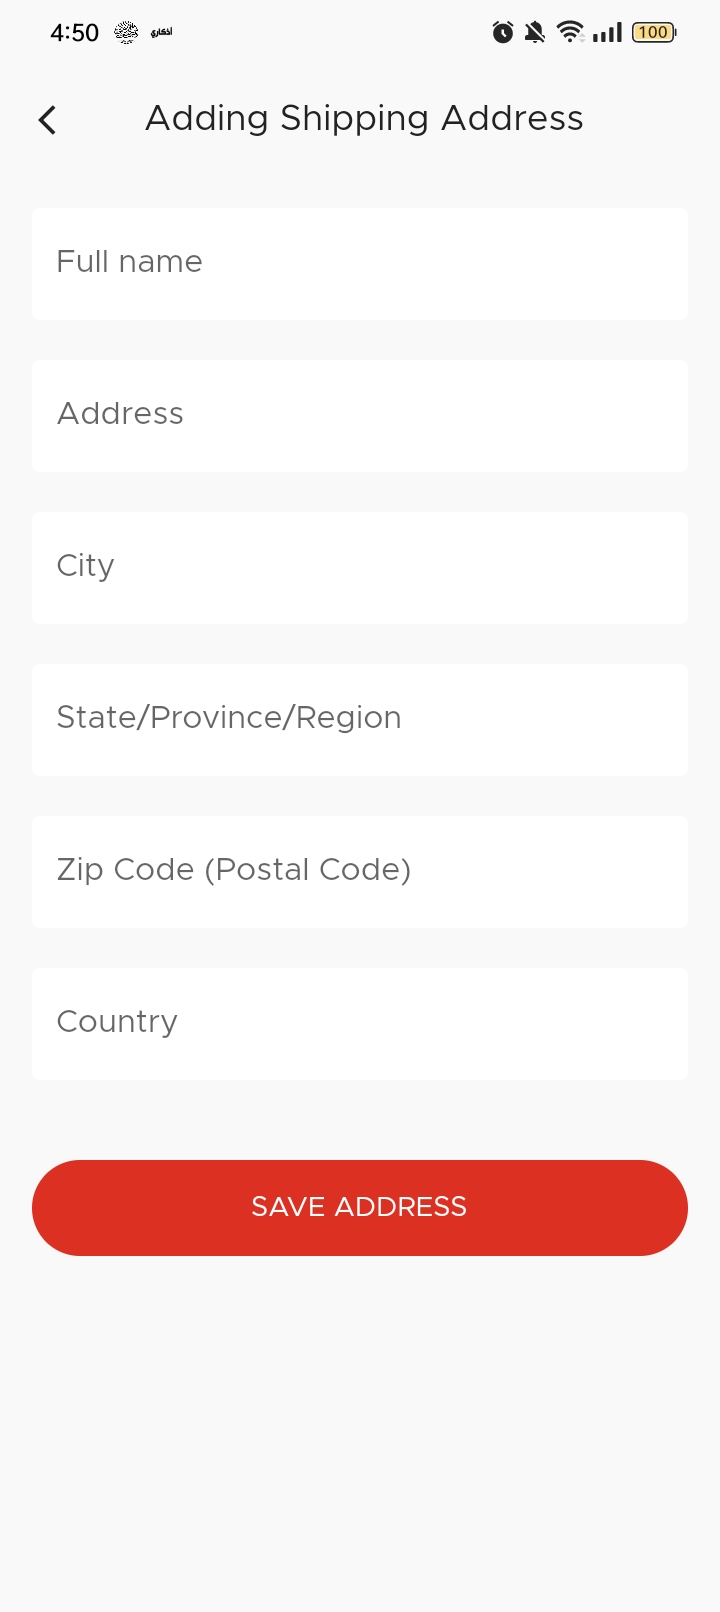 4:50 أذكاري 100
Adding Shipping Address
Full name
Address
City
State/Province/Region
Zip Code (Postal Code)
Country
SAVE ADDRESS